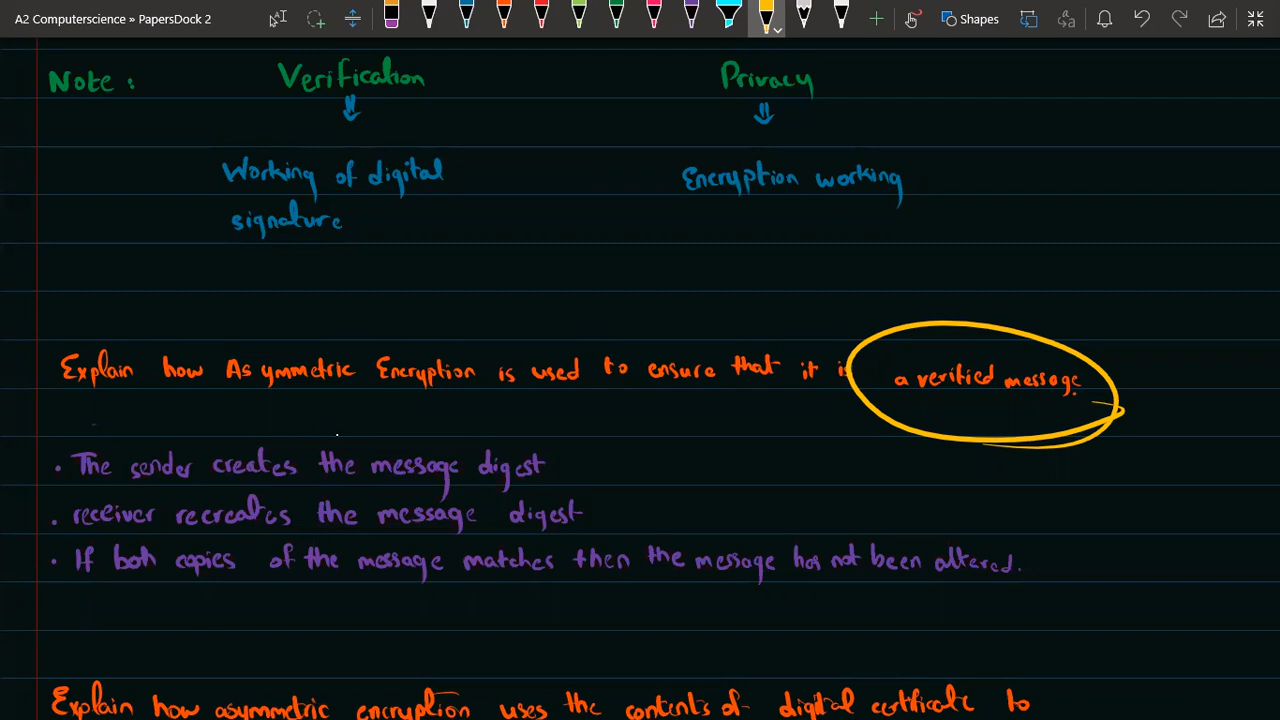 A2 Computerscience » PapersDock 2
Shapes
Note: Verification Privacy
Working of digital Encryption working
signature
Explain how Asymmetric Encryption is used to ensure that it is a verified message.
• The sender creates the message digest
• receiver recreates the message digest
• If both copies of the message matches then the message has not been altered.
Explain how asymmetric encryption uses the contents of digital certificate to